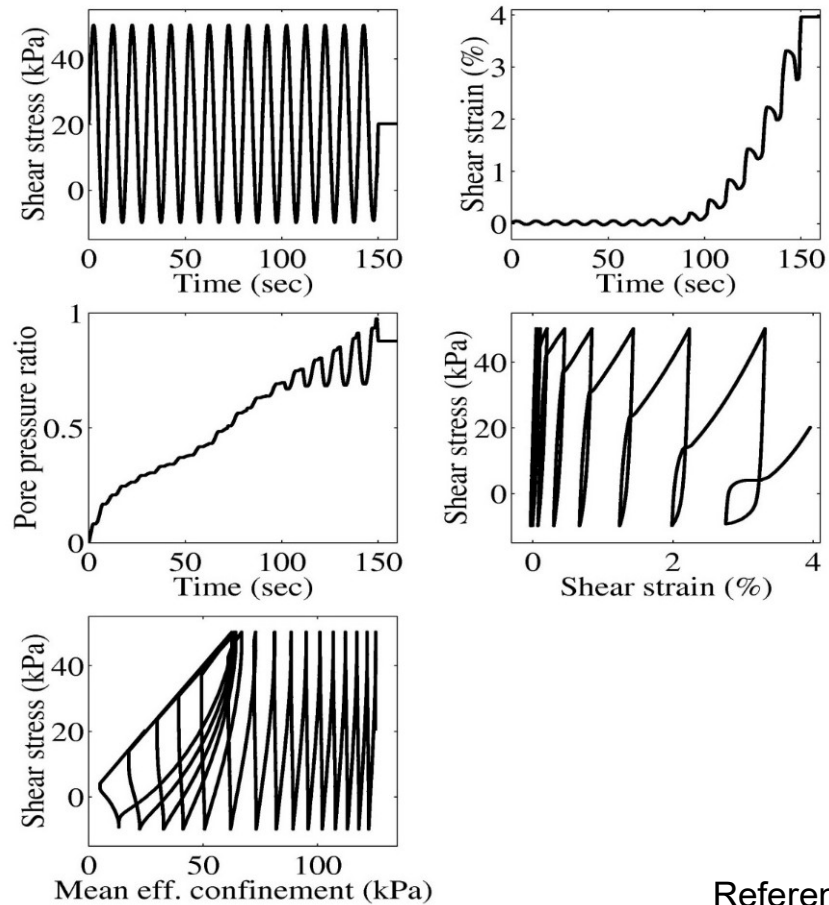 Shear stress (kPa)
40
20
0
0 50 100 150
Time (sec)
Shear strain (%)
4
3
2
1
0
0 50 100 150
Time (sec)
Pore pressure ratio
1
0.5
0
0 50 100 150
Time (sec)
Shear stress (kPa)
40
20
0
0 2 4
Shear strain (%)
Shear stress (kPa)
40
20
0
0 50 100
Mean eff. confinement (kPa)
Referen